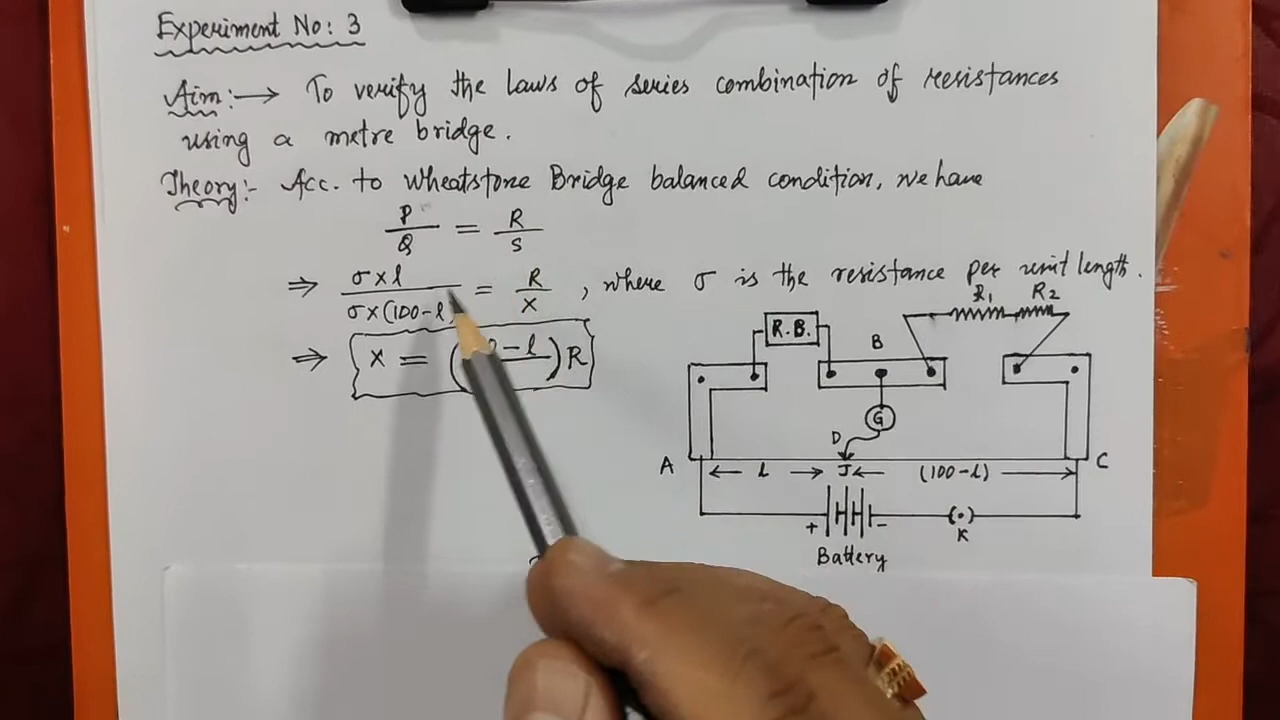 Experiment No: 3
Aim:→ To verify the Laws of series combination of resistances
using a metre bridge.
Theory:- Acc. to Wheatstone Bridge balanced condition, we have
P/Q = R/S
⇒ σ×l / σ×(100-l = R/X , where σ is the resistance per unit length.
⇒ X = ( 0-l ) R
R1 R2
R.B.
B
G
D
A l J (100-l) C
+ -
K
Battery